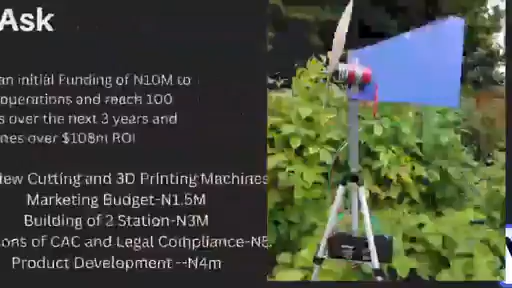 Ask
an initial Funding of N10M to
operations and reach 100
s over the next 3 years and
nes over $108m ROI
New Cutting and 3D Printing Machines
Marketing Budget-N1.5M
Building of 2 Station-N3M
ons of CAC and Legal Compliance-N5
Product Development --N4m